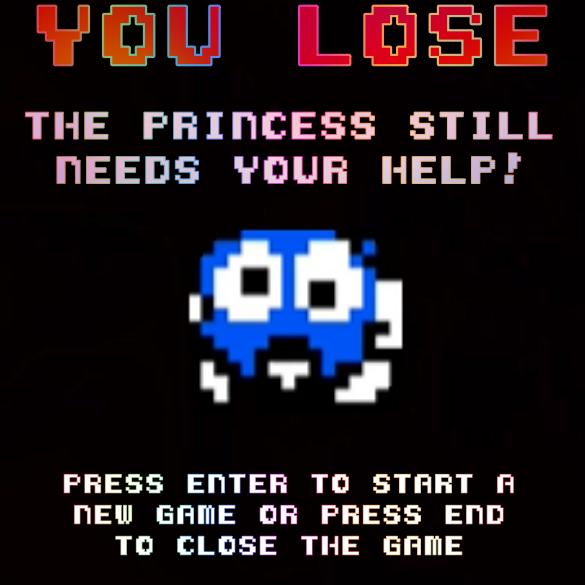 YOU LOSE
THE PRINCESS STILL
NEEDS YOUR HELP!
PRESS ENTER TO START A
NEW GAME OR PRESS END
TO CLOSE THE GAME